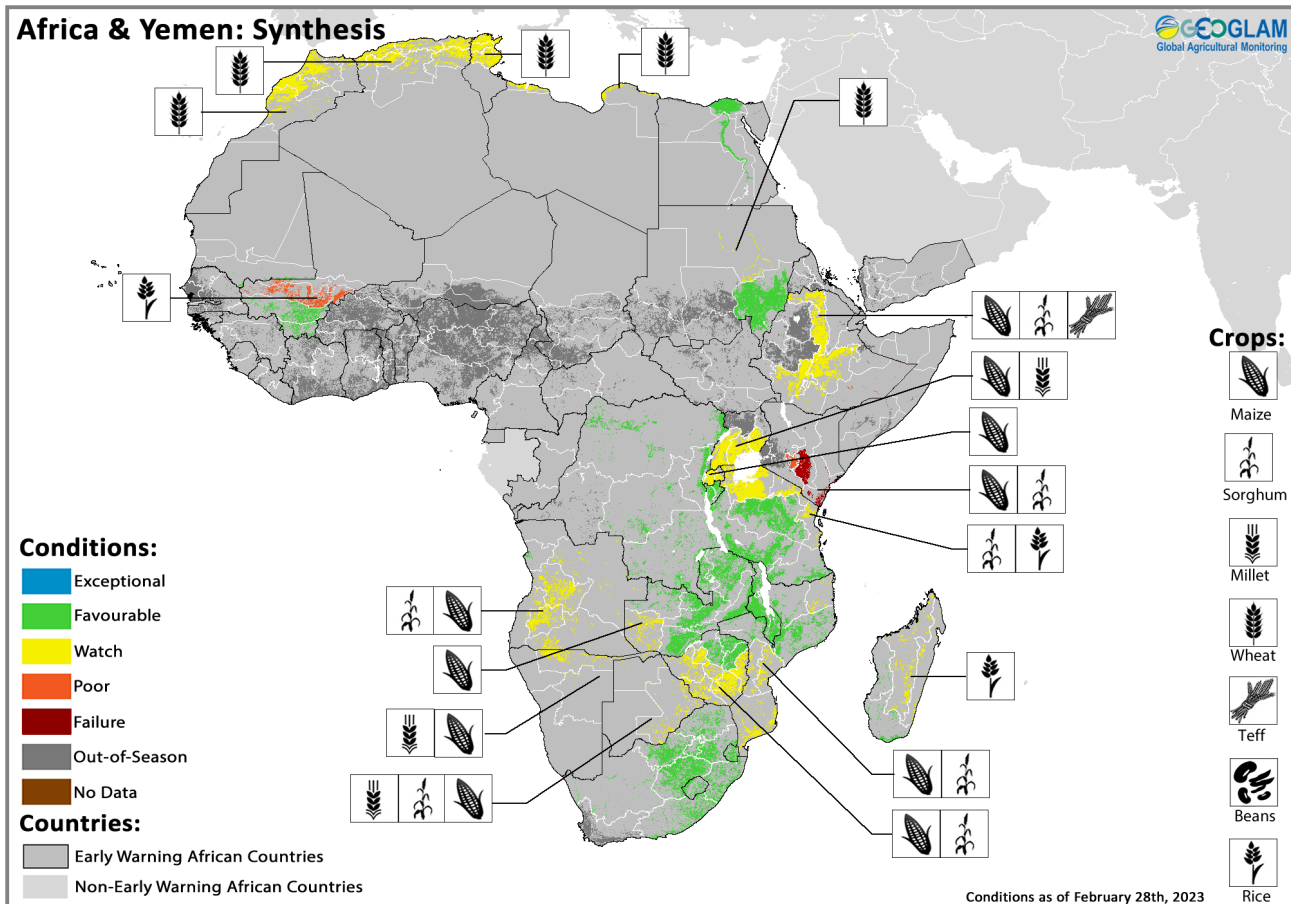 Africa & Yemen: Synthesis
GEOGLAM
Global Agricultural Monitoring
Crops:
Maize
Sorghum
Millet
Wheat
Teff
Beans
Rice
Conditions:
Exceptional
Favourable
Watch
Poor
Failure
Out-of-Season
No Data
Countries:
Early Warning African Countries
Non-Early Warning African Countries
Conditions as of February 28th, 2023